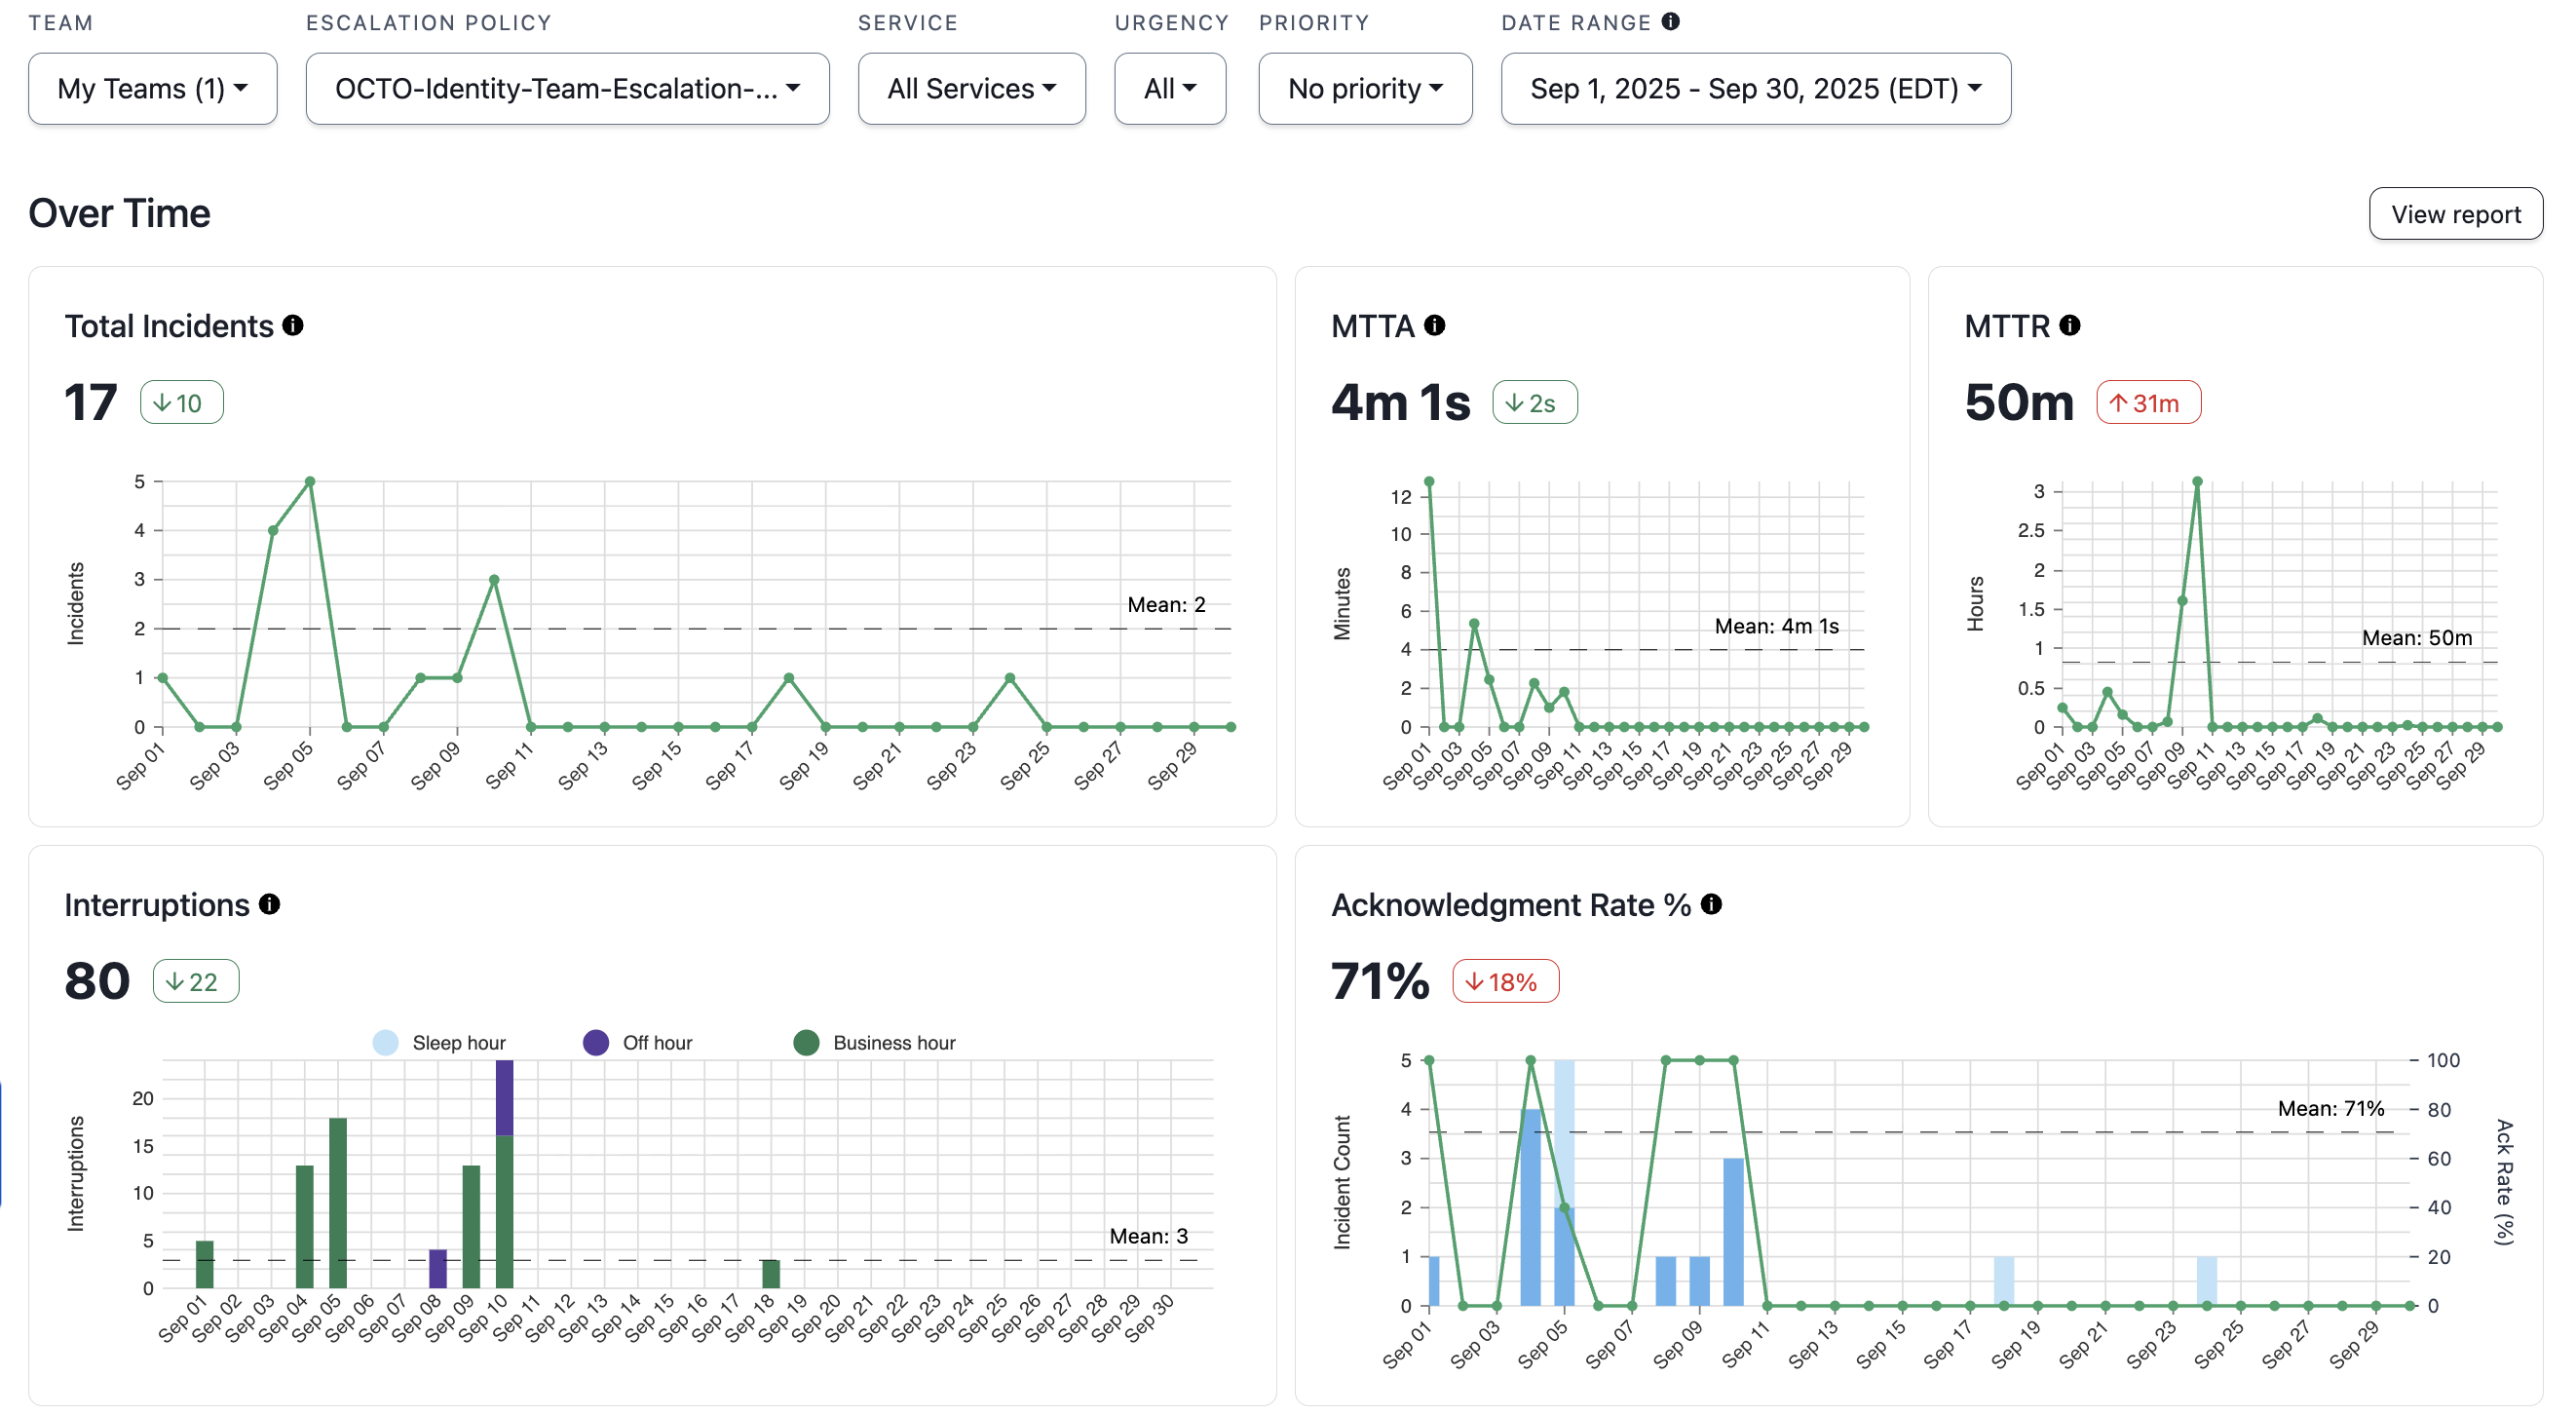 TEAM
ESCALATION POLICY
SERVICE
URGENCY
PRIORITY
DATE RANGE
My Teams (1)
OCTO-Identity-Team-Escalation-...
All Services
All
No priority
Sep 1, 2025 - Sep 30, 2025 (EDT)
Over Time
View report
Total Incidents
17
↓10
Incidents
5
4
3
2
1
0
Mean: 2
Sep 01
Sep 03
Sep 05
Sep 07
Sep 09
Sep 11
Sep 13
Sep 15
Sep 17
Sep 19
Sep 21
Sep 23
Sep 25
Sep 27
Sep 29
MTTA
4m 1s
↓2s
Minutes
12
10
8
6
4
2
0
Mean: 4m 1s
Sep 01
Sep 03
Sep 05
Sep 07
Sep 09
Sep 11
Sep 13
Sep 15
Sep 17
Sep 19
Sep 21
Sep 23
Sep 25
Sep 27
Sep 29
MTTR
50m
↑31m
Hours
3
2.5
2
1.5
1
0.5
0
Mean: 50m
Sep 01
Sep 03
Sep 05
Sep 07
Sep 09
Sep 11
Sep 13
Sep 15
Sep 17
Sep 19
Sep 21
Sep 23
Sep 25
Sep 27
Sep 29
Interruptions
80
↓22
Sleep hour
Off hour
Business hour
Interruptions
20
15
10
5
0
Mean: 3
Sep 01
Sep 02
Sep 03
Sep 04
Sep 05
Sep 06
Sep 07
Sep 08
Sep 09
Sep 10
Sep 11
Sep 12
Sep 13
Sep 14
Sep 15
Sep 16
Sep 17
Sep 18
Sep 19
Sep 20
Sep 21
Sep 22
Sep 23
Sep 24
Sep 25
Sep 26
Sep 27
Sep 28
Sep 29
Sep 30
Acknowledgment Rate %
71%
↓18%
Incident Count
5
4
3
2
1
0
Mean: 71%
100
80
60
40
20
0
Ack Rate (%)
Sep 01
Sep 03
Sep 05
Sep 07
Sep 09
Sep 11
Sep 13
Sep 15
Sep 17
Sep 19
Sep 21
Sep 23
Sep 25
Sep 27
Sep 29